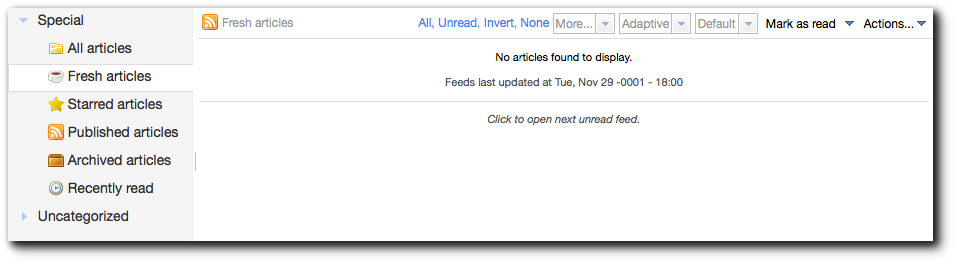 Special
All articles
Fresh articles
Starred articles
Published articles
Archived articles
Recently read
Uncategorized
Fresh articles All, Unread, Invert, None More... Adaptive Default Mark as read Actions...
No articles found to display.
Feeds last updated at Tue, Nov 29 -0001 - 18:00
Click to open next unread feed.